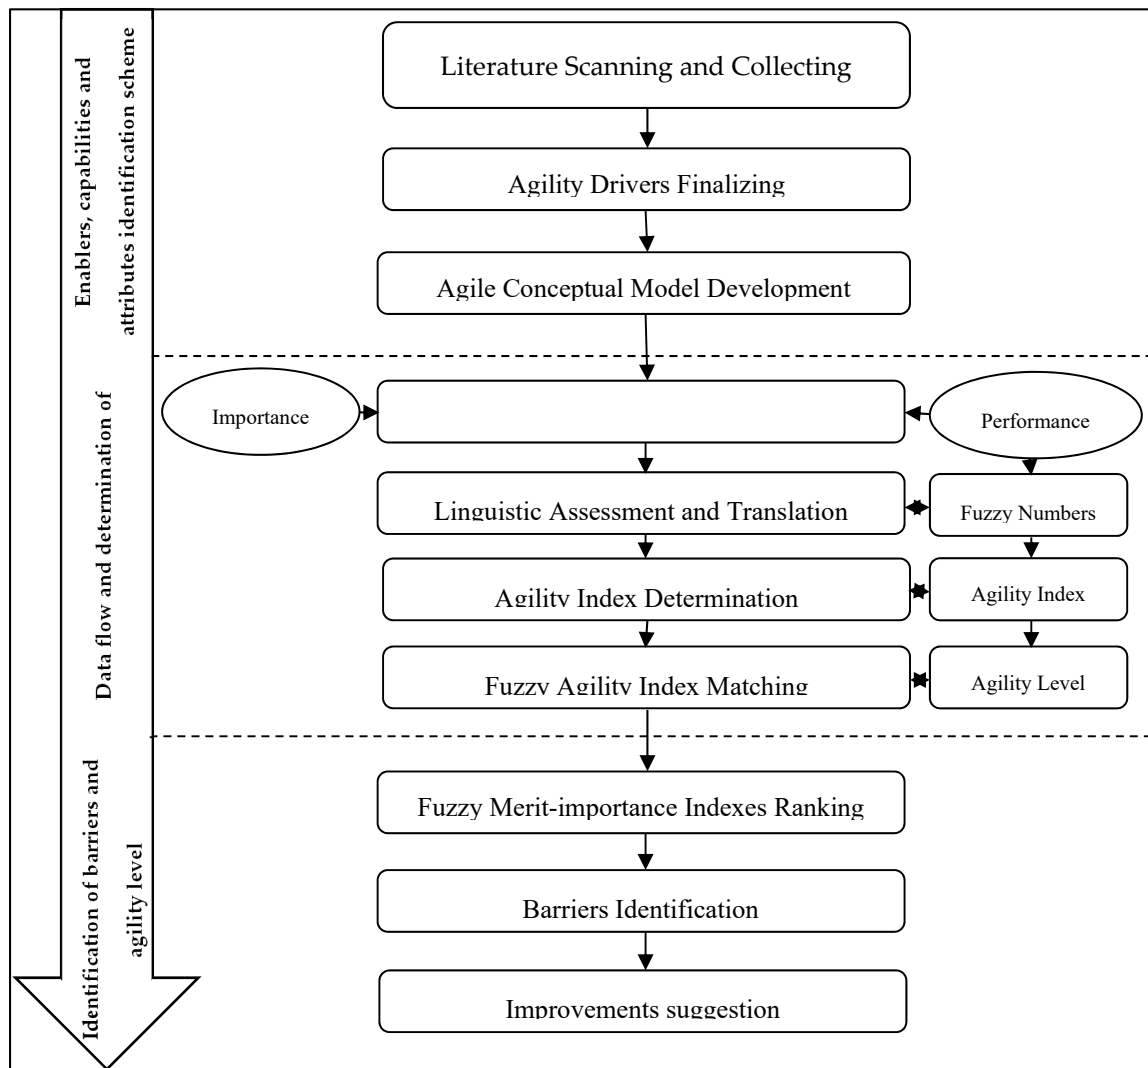 Enablers, capabilities and
attributes identification scheme
Literature Scanning and Collecting
Agility Drivers Finalizing
Agile Conceptual Model Development
Data flow and determination of
Importance
Performance
Linguistic Assessment and Translation
Fuzzy Numbers
Agility Index Determination
Agility Index
Fuzzy Agility Index Matching
Agility Level
Identification of barriers and
agility level
Fuzzy Merit-importance Indexes Ranking
Barriers Identification
Improvements suggestion